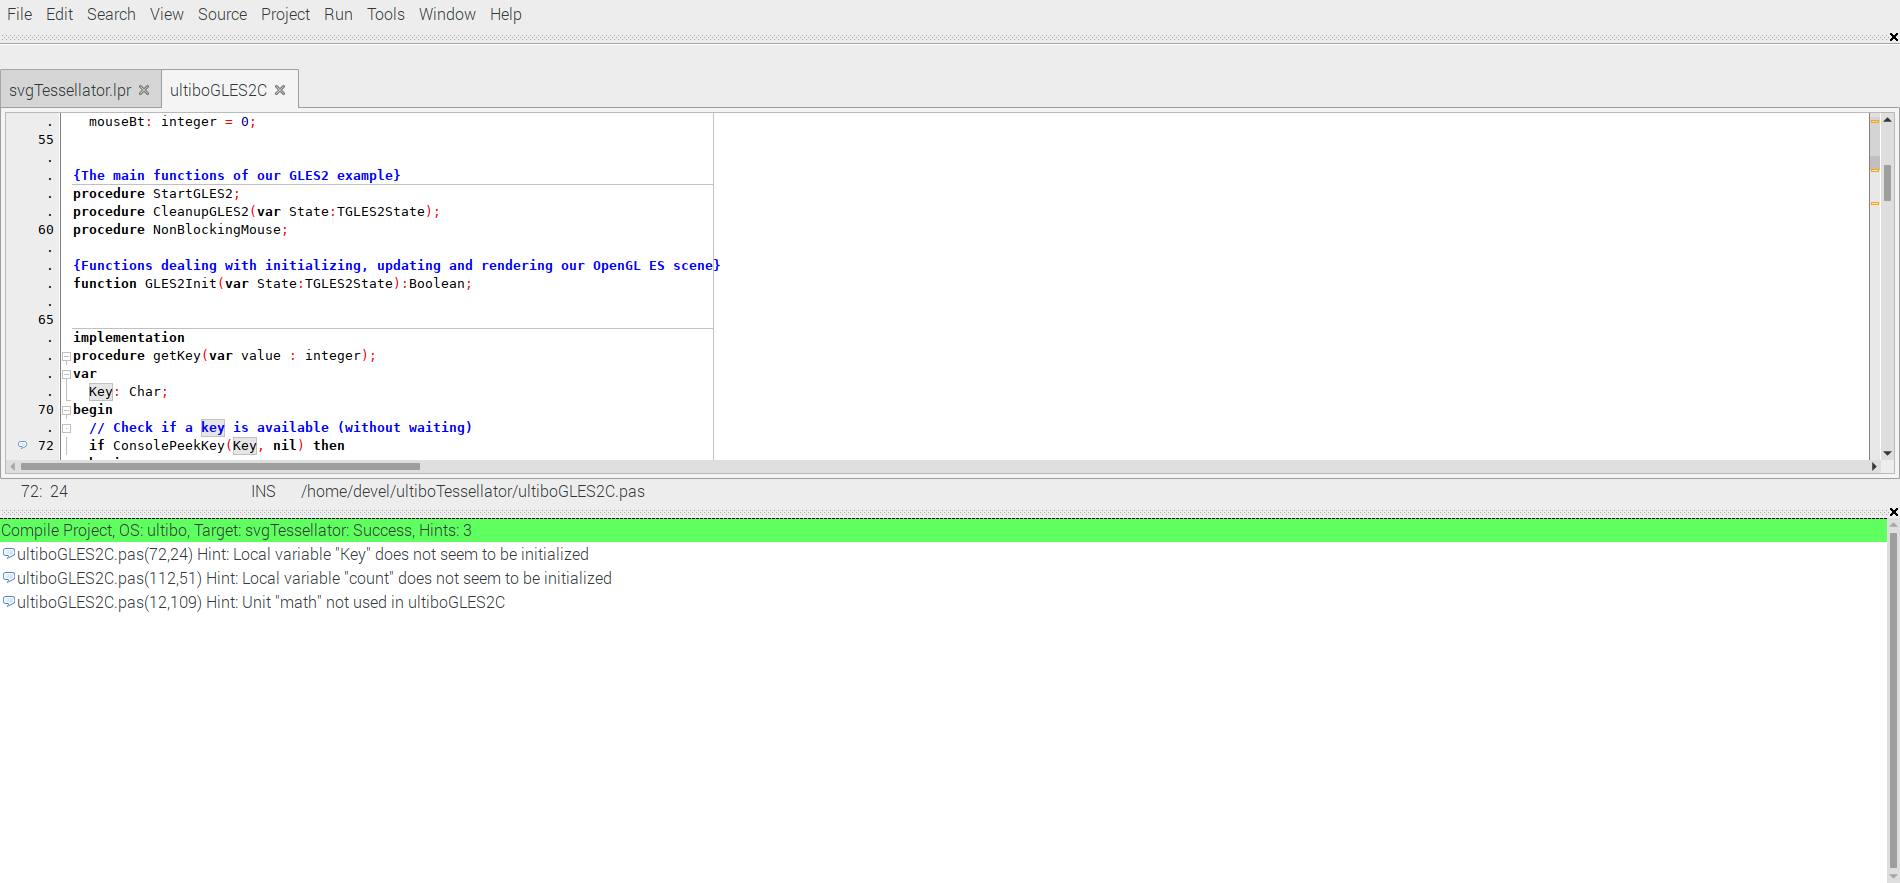 File Edit Search View Source Project Run Tools Window Help
svgTessellator.lpr ultiboGLES2C
. mouseBt: integer = 0;
55
.
. {The main functions of our GLES2 example}
. procedure StartGLES2;
. procedure CleanupGLES2(var State:TGLES2State);
60 procedure NonBlockingMouse;
.
. {Functions dealing with initializing, updating and rendering our OpenGL ES scene}
. function GLES2Init(var State:TGLES2State):Boolean;
.
65
. implementation
. procedure getKey(var value : integer);
. var
. Key: Char;
70 begin
. // Check if a key is available (without waiting)
72 if ConsolePeekKey(Key, nil) then
72: 24 INS /home/devel/ultiboTessellator/ultiboGLES2C.pas
Compile Project, OS: ultibo, Target: svgTessellator: Success, Hints: 3
ultiboGLES2C.pas(72,24) Hint: Local variable "Key" does not seem to be initialized
ultiboGLES2C.pas(112,51) Hint: Local variable "count" does not seem to be initialized
ultiboGLES2C.pas(12,109) Hint: Unit "math" not used in ultiboGLES2C